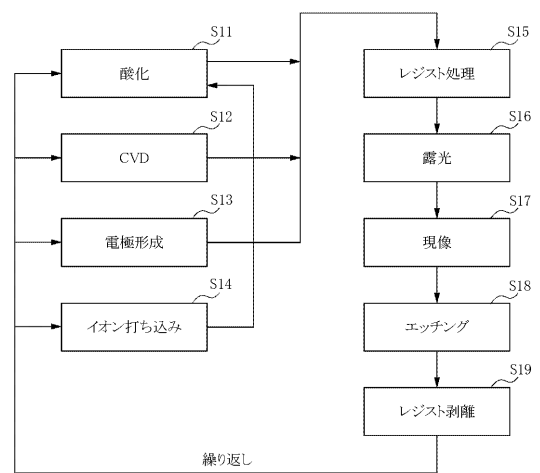 S11
酸化
S12
CVD
S13
電極形成
S14
イオン打ち込み
S15
レジスト処理
S16
露光
S17
現像
S18
エッチング
S19
レジスト剥離
繰り返し